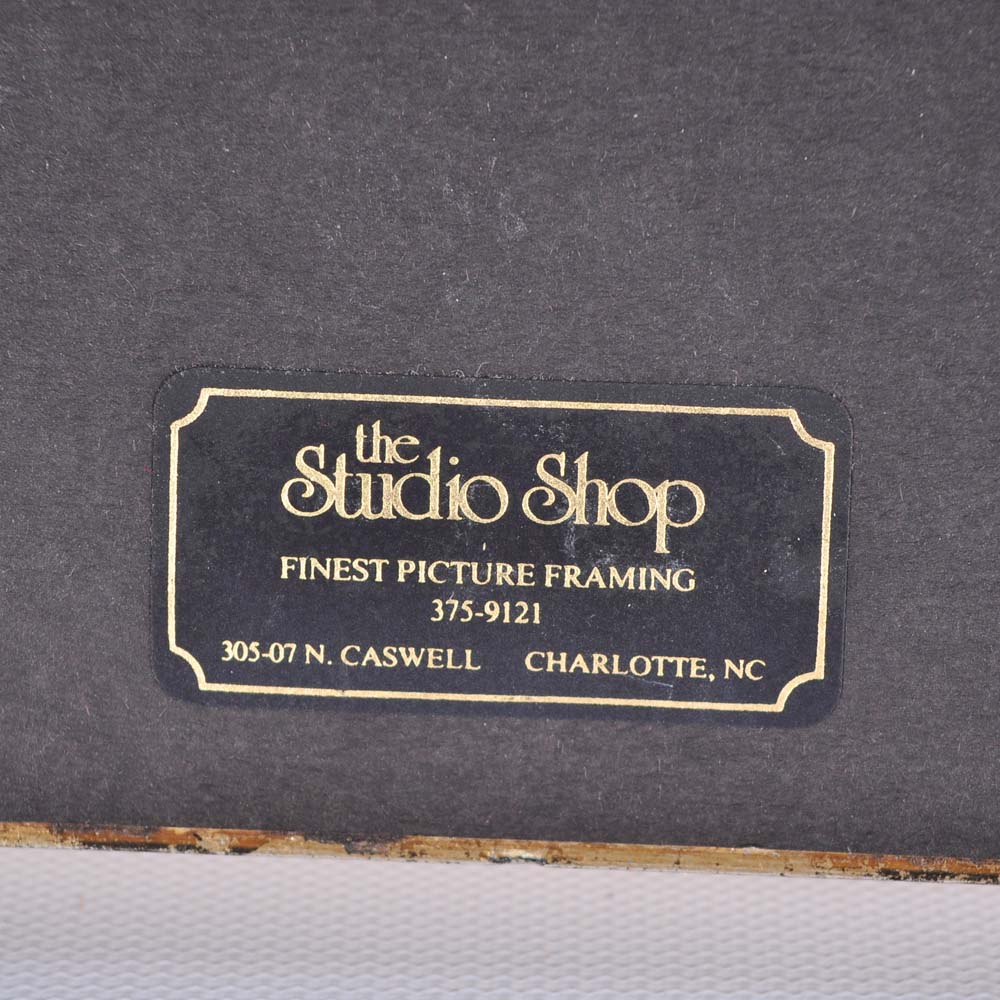 the
Studio Shop
FINEST PICTURE FRAMING
375-9121
305-07 N. CASWELL CHARLOTTE, NC